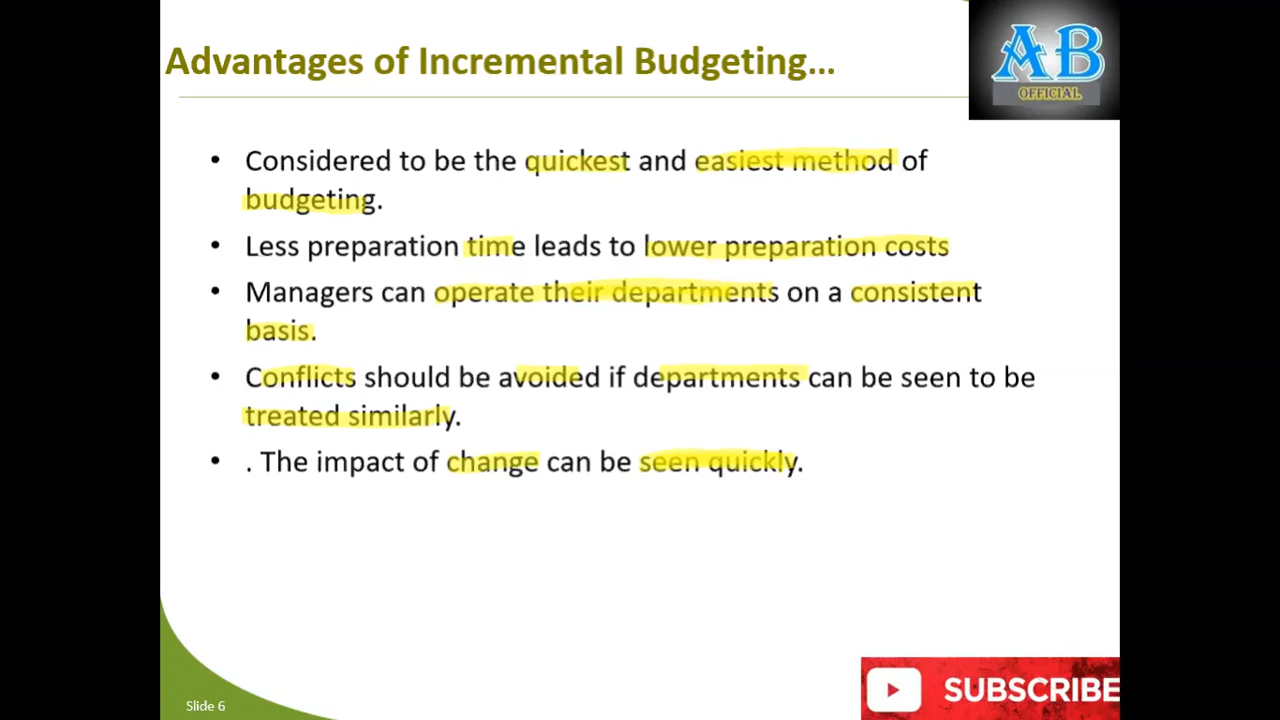 Advantages of Incremental Budgeting...
AB
OFFICIAL
• Considered to be the quickest and easiest method of
budgeting.
• Less preparation time leads to lower preparation costs
• Managers can operate their departments on a consistent
basis.
• Conflicts should be avoided if departments can be seen to be
treated similarly.
• . The impact of change can be seen quickly.
Slide 6
SUBSCRIBE